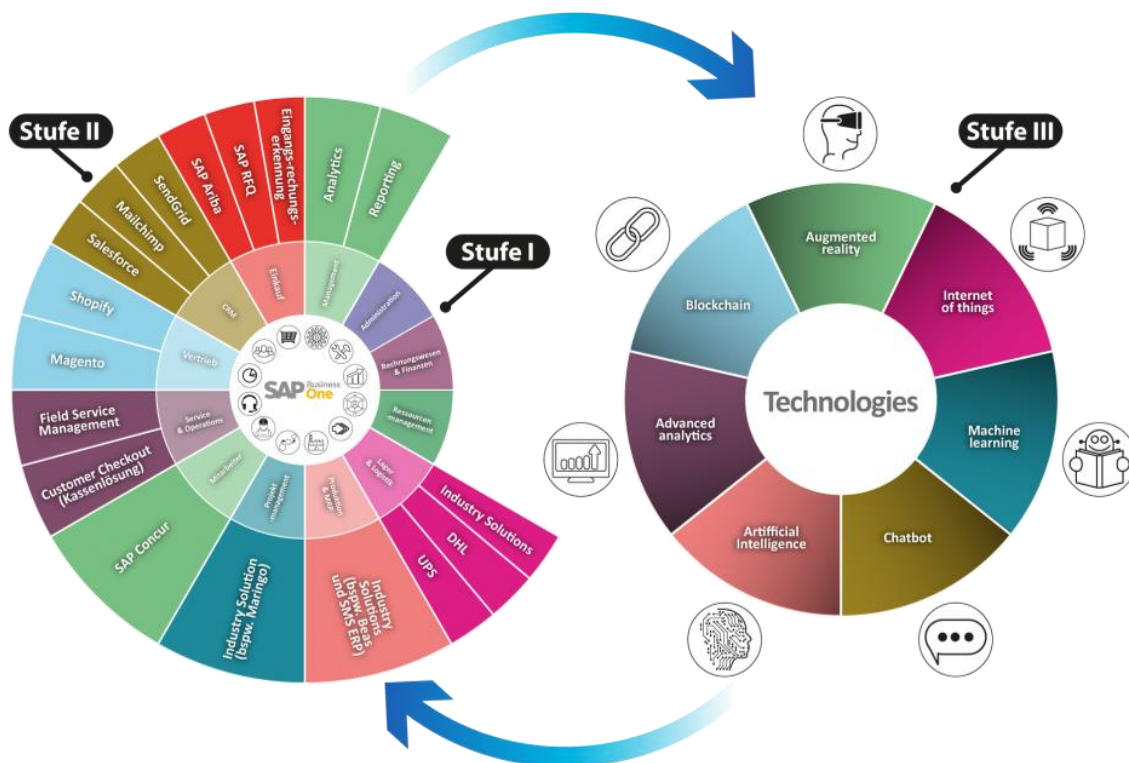 Stufe II
Stufe I
Stufe III
Salesforce
Mailchimp
SendGrid
SAP Ariba
SAP RFQ
Eingangs-rechungs-
erkennung
Analytics
Reporting
Shopify
Magento
Field Service
Management
Customer Checkout
(Kassenlösung)
SAP Concur
Industry Solution
(bspw. Maringo)
Industry
Solutions
(bspw. Beas
und SMS ERP)
UPS
DHL
Industry Solutions
CRM
Einkauf
Management
Administration
Rechnungswesen
& Finanzen
Ressourcen
-management
Lager
& Logistik
Produktion
& MRP
Projekt
-management
Mitarbeiter
Service
& Operations
Vertrieb
SAP Business
One
Augmented
reality
Internet
of things
Machine
learning
Chatbot
Artificial
Intelligence
Advanced
analytics
Blockchain
Technologies